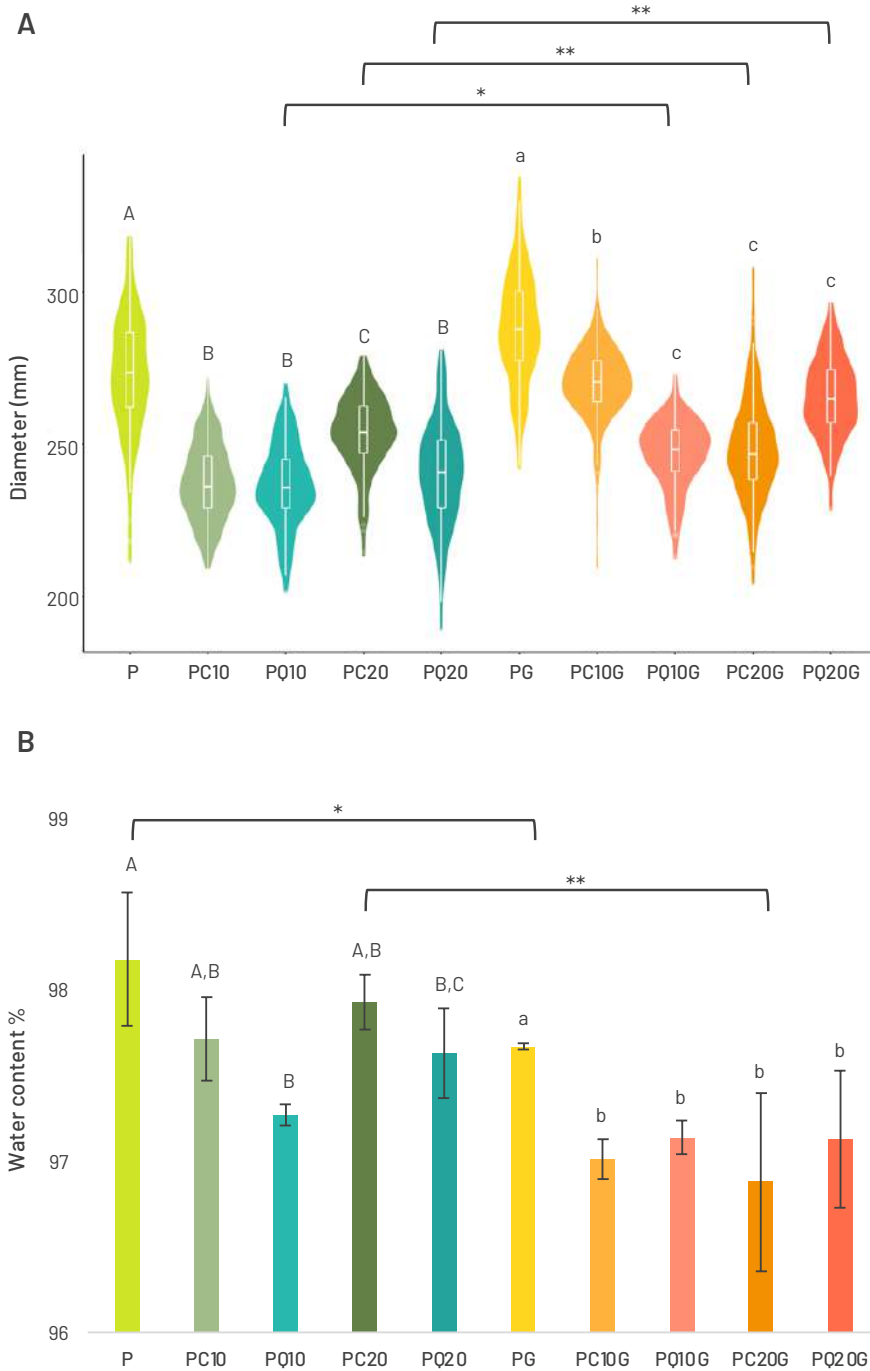 A
**
**
*
a
A
b
c
c
B
B
C
B
c
300
250
200
Diameter (mm)
P PC10 PQ10 PC20 PQ20 PG PC10G PQ10G PC20G PQ20G
B
99
*
A
**
A,B
A,B
B,C
98
a
B
b
b
b
b
97
Water content %
96
P PC10 PQ10 PC20 PQ20 PG PC10G PQ10G PC20G PQ20G